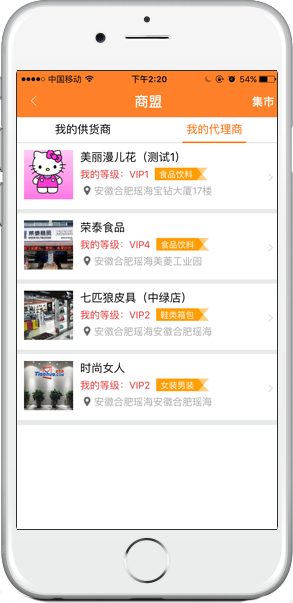 中国移动 下午2:20 54%
商盟 集市
我的供货商 我的代理商
美丽漫儿花（测试1）
我的等级：VIP1 食品饮料
安徽合肥瑶海宝钻大厦17楼
荣泰食品
我的等级：VIP4 食品饮料
安徽合肥瑶海美菱工业园
七匹狼皮具（中绿店）
我的等级：VIP2 鞋类箱包
安徽合肥瑶海安徽合肥瑶海
时尚女人
我的等级：VIP2 女装男装
安徽合肥瑶海安徽合肥瑶海